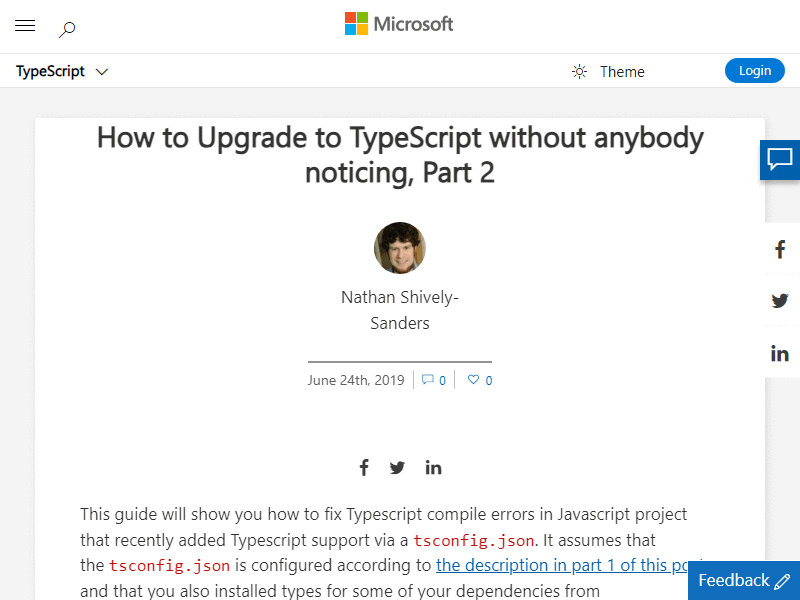 Microsoft
TypeScript
Theme
Login
How to Upgrade to TypeScript without anybody
noticing, Part 2
Nathan Shively-
Sanders
June 24th, 2019
0
0
This guide will show you how to fix Typescript compile errors in Javascript project
that recently added Typescript support via a tsconfig.json. It assumes that
the tsconfig.json is configured according to the description in part 1 of this
and that you also installed types for some of your dependencies from
Feedback